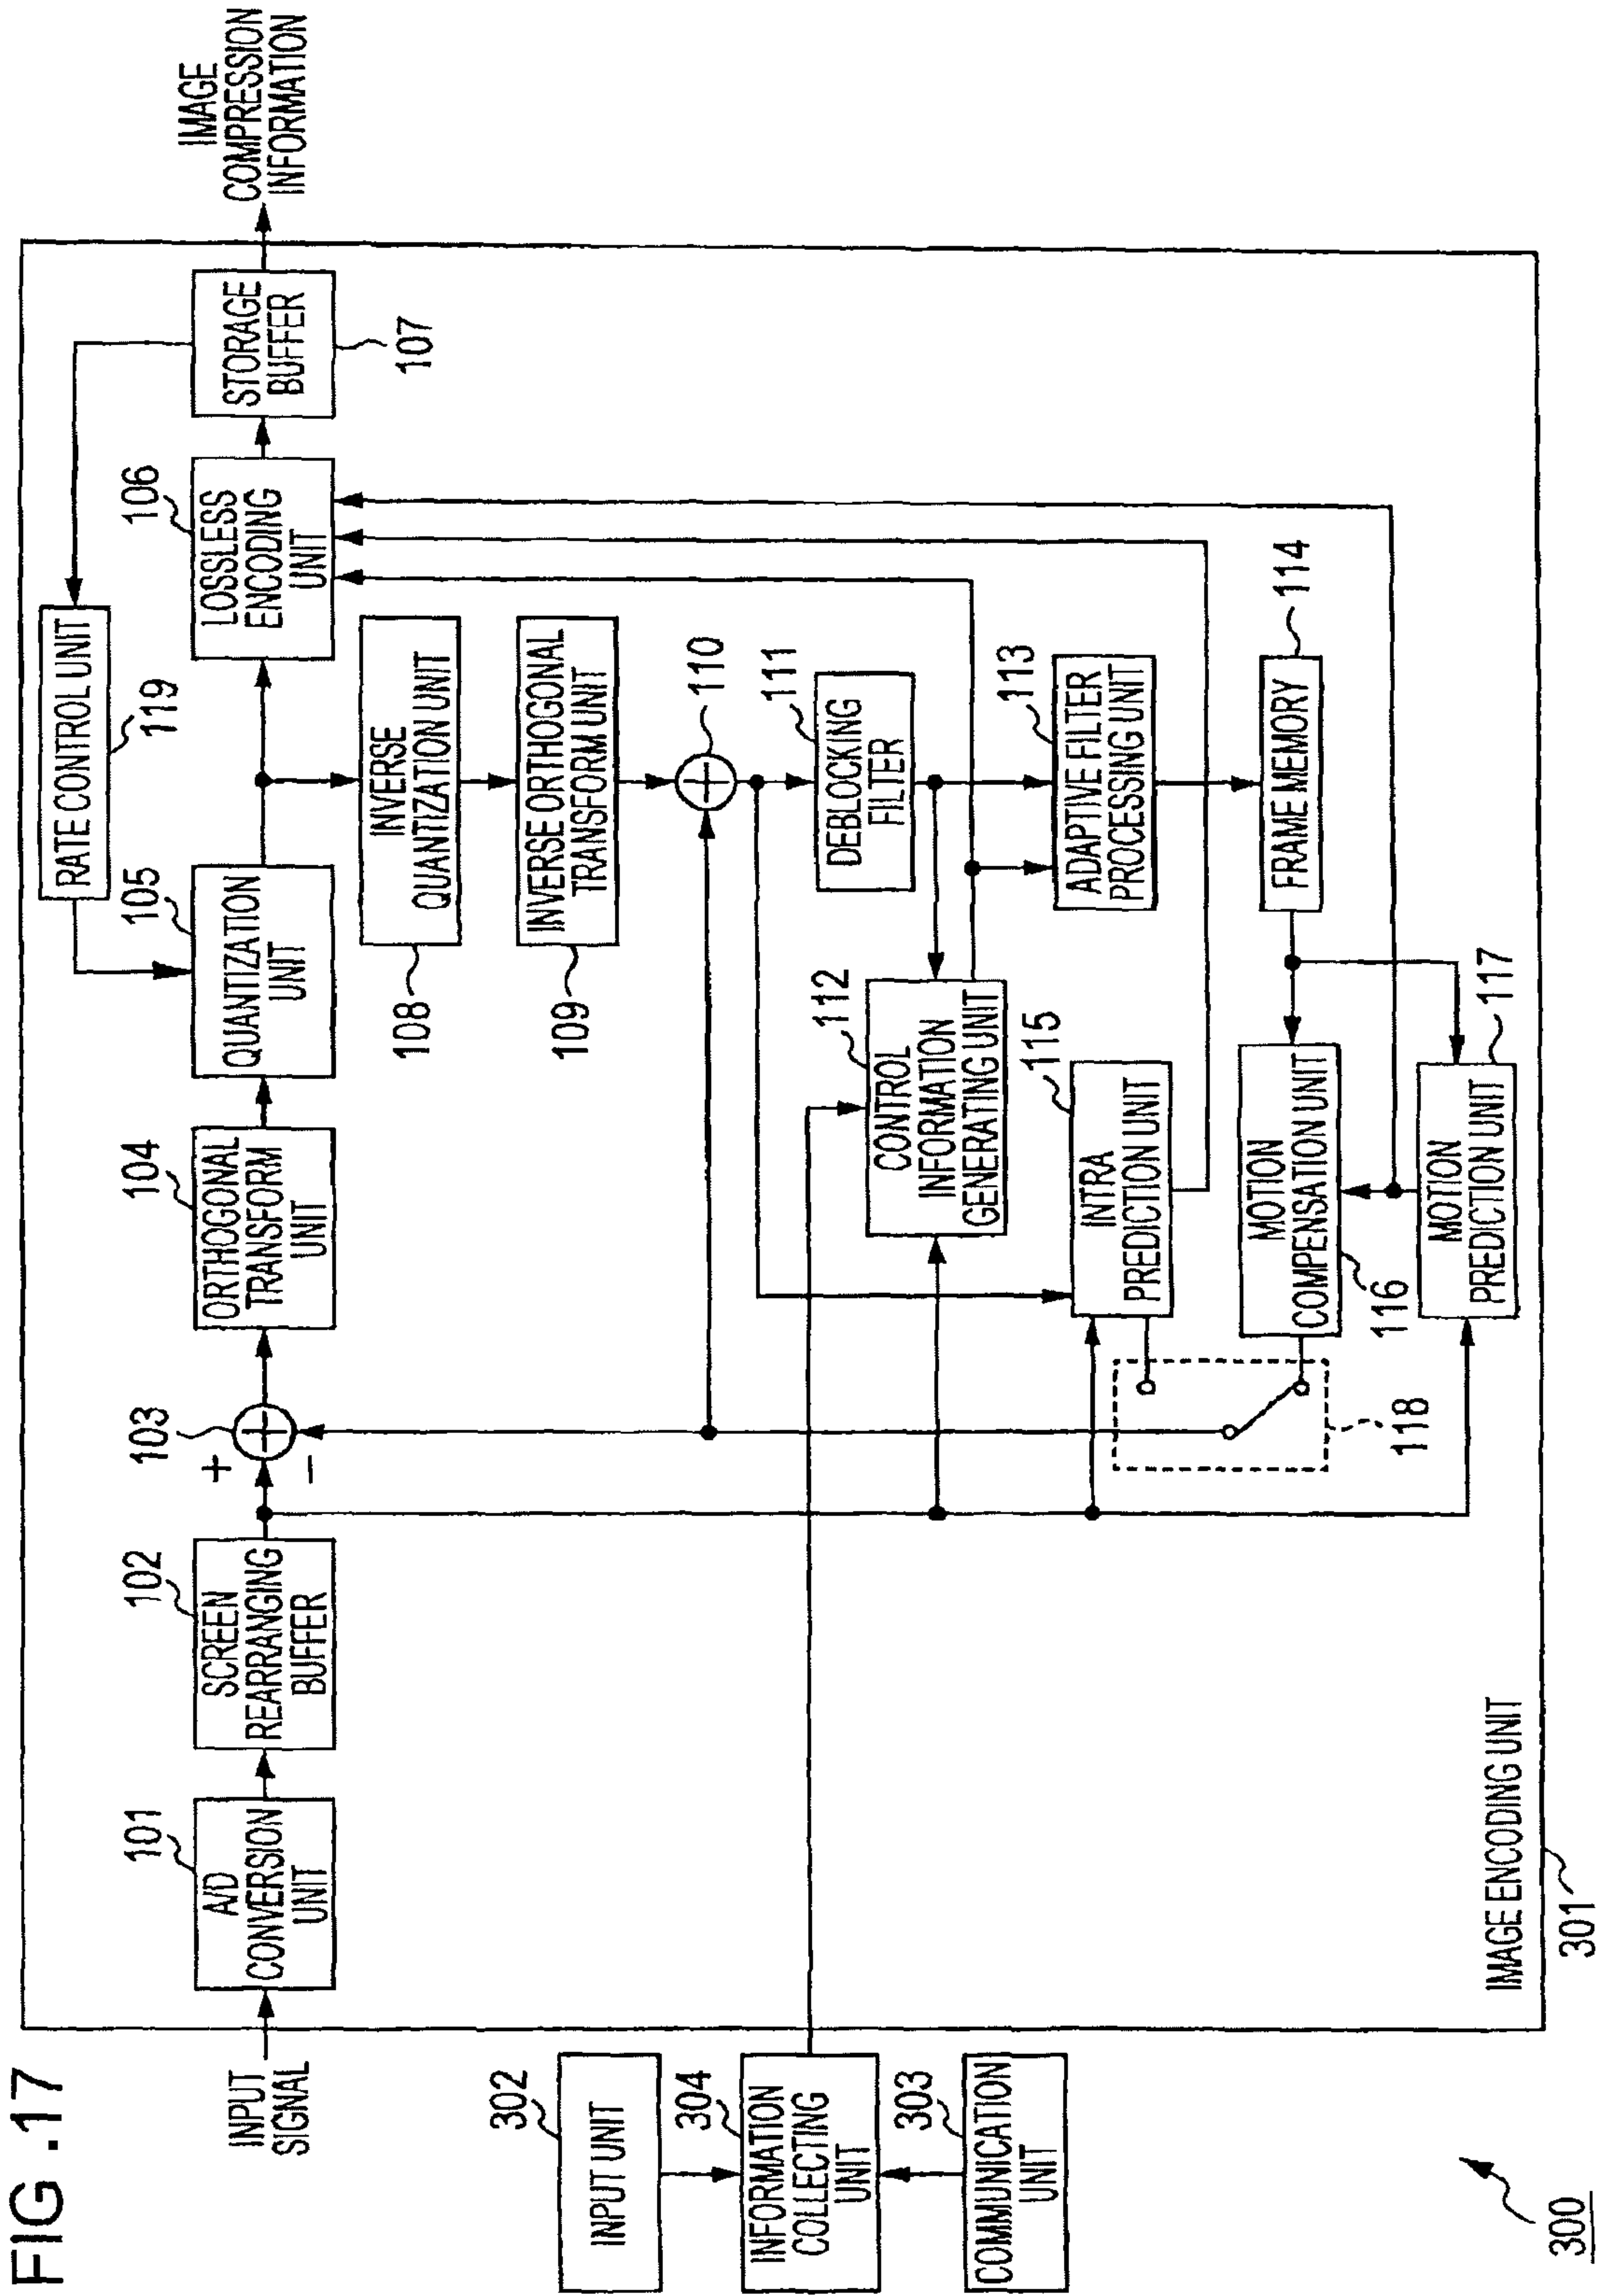 FIG .17
RATE CONTROL UNIT
119
INPUT
SIGNAL
101
A/D
CONVERSION
UNIT
102
SCREEN
REARRANGING
BUFFER
103
+
−
104
ORTHOGONAL
TRANSFORM
UNIT
105
QUANTIZATION
UNIT
106
LOSSLESS
ENCODING
UNIT
STORAGE
BUFFER
107
IMAGE
COMPRESSION
INFORMATION
108
INVERSE
QUANTIZATION UNIT
109
INVERSE ORTHOGONAL
TRANSFORM UNIT
110
111
DEBLOCKING
FILTER
112
CONTROL
INFORMATION
GENERATING UNIT
113
ADAPTIVE FILTER
PROCESSING UNIT
114
FRAME MEMORY
115
INTRA
PREDICTION UNIT
MOTION
COMPENSATION UNIT
116
117
MOTION
PREDICTION UNIT
118
302
INPUT UNIT
304
INFORMATION
COLLECTING
UNIT
303
COMMUNICATION
UNIT
IMAGE ENCODING UNIT
301
300